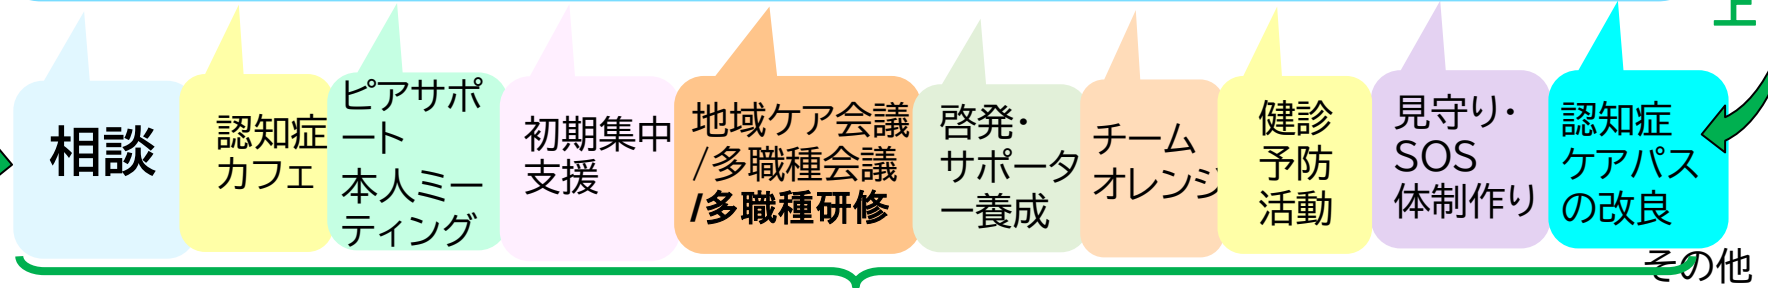 上
相談
認知症
カフェ
ピアサポ
ート
本人ミー
ティング
初期集中
支援
地域ケア会議
/多職種会議
/多職種研修
啓発・
サポータ
ー養成
チーム
オレンジ
健診
予防
活動
見守り・
SOS
体制作り
認知症
ケアパス
の改良
その他